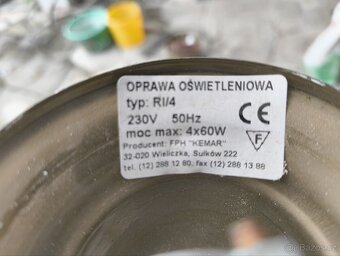 OPRAWA OŚWIETLENIOWA
typ: RI/4
230V 50Hz
moc max: 4x60W
Producent: FPH "KEMAR"
32-020 Wieliczka, Sułków 222
tel. (12) 288 12 80, fax (12) 288 13 88
CE
F